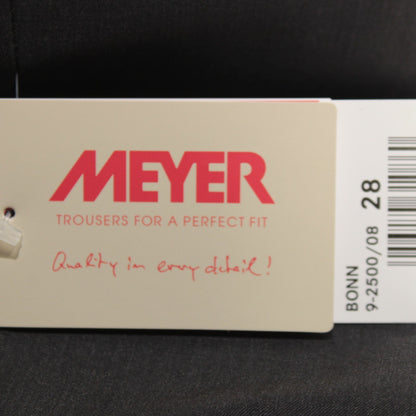 MEYER
TROUSERS FOR A PERFECT FIT
Quality in every detail!
BONN
9-2500/08 28